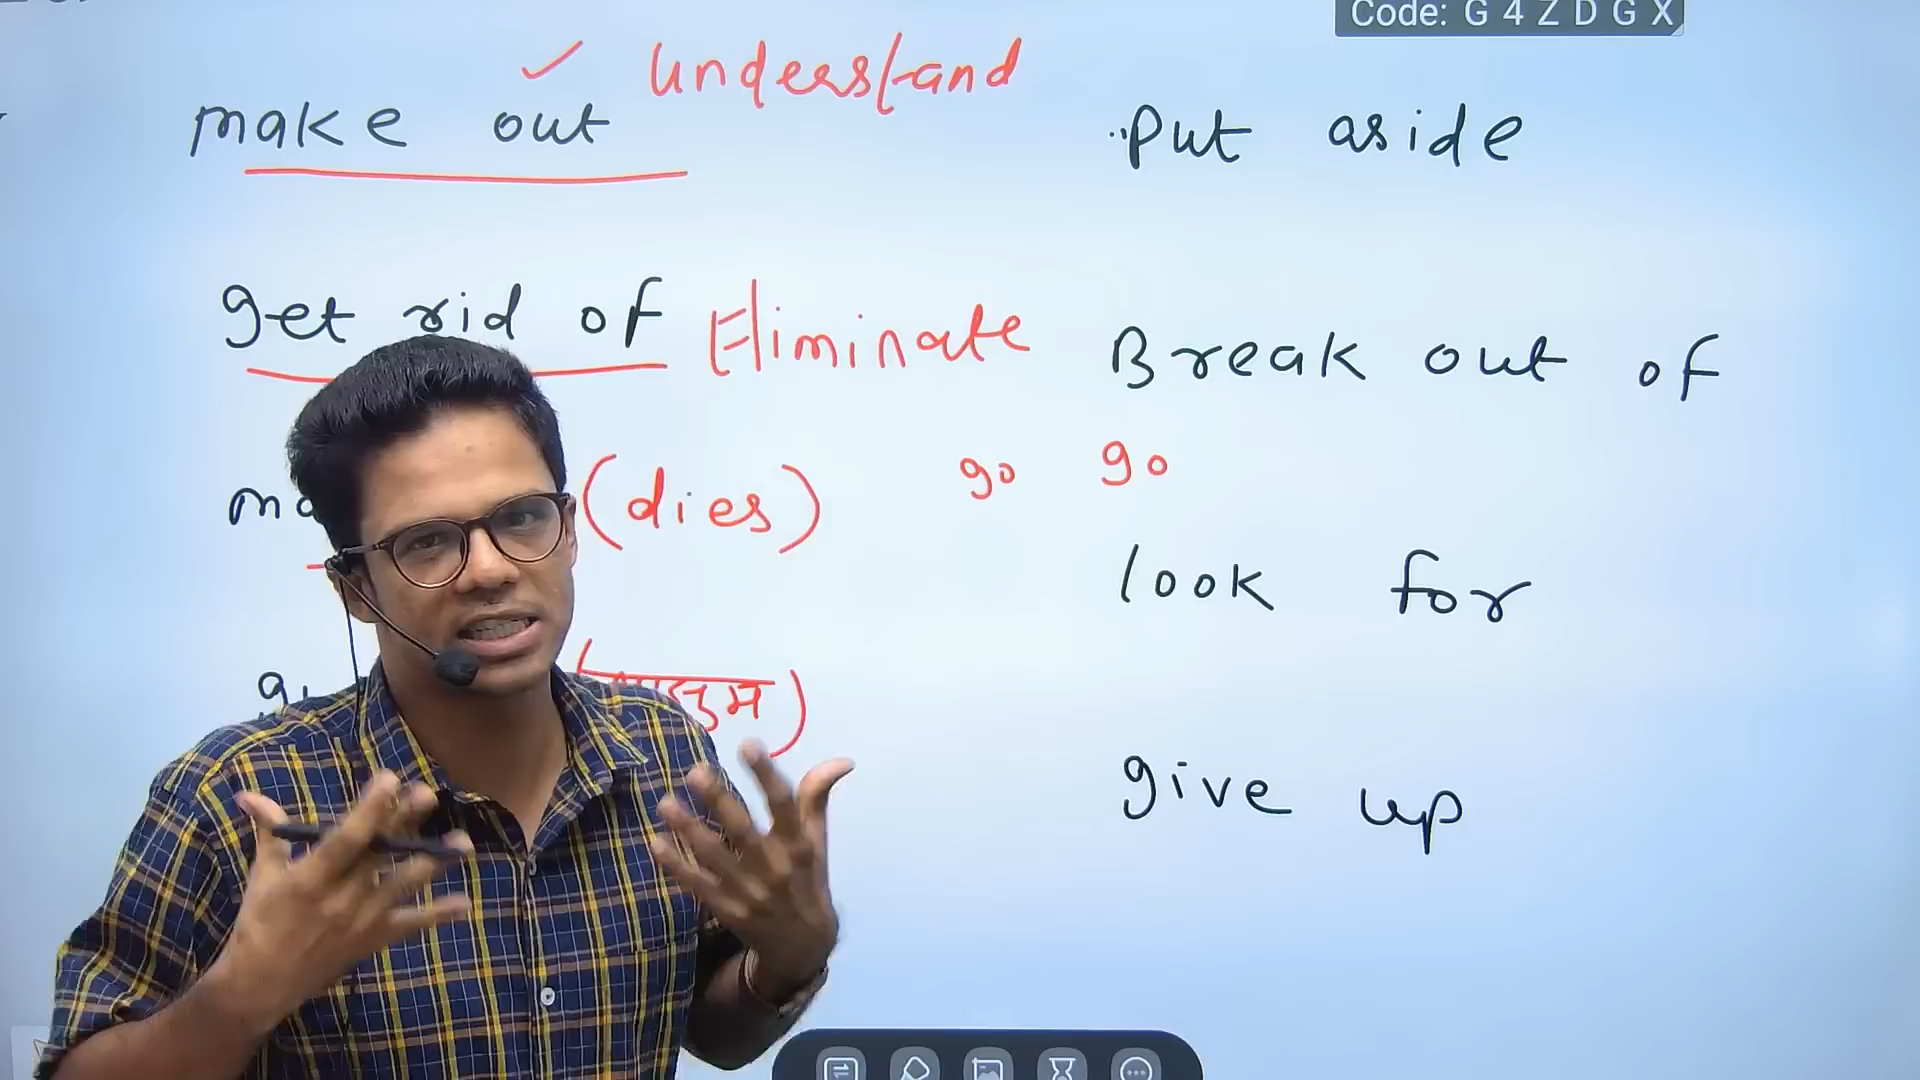 Code: G 4 Z D G X
✓ understand
make out
put aside
get rid of Eliminate
Break out of
go go
(dies)
look for
give up